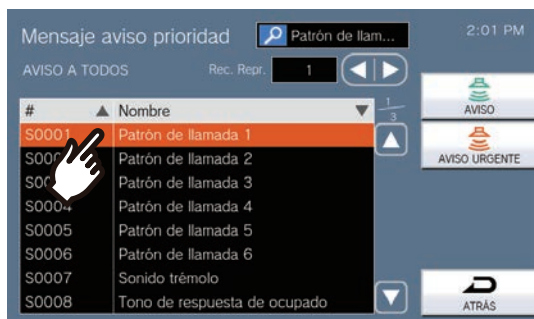 Mensaje aviso prioridad
Patrón de llam...
2:01 PM
AVISO A TODOS
Rec. Repr.
1
# Nombre
1/3
S0001 Patrón de llamada 1
S000 Patrón de llamada 2
S00 Patrón de llamada 3
S0004 Patrón de llamada 4
S0005 Patrón de llamada 5
S0006 Patrón de llamada 6
S0007 Sonido trémolo
S0008 Tono de respuesta de ocupado
AVISO
AVISO URGENTE
ATRÁS